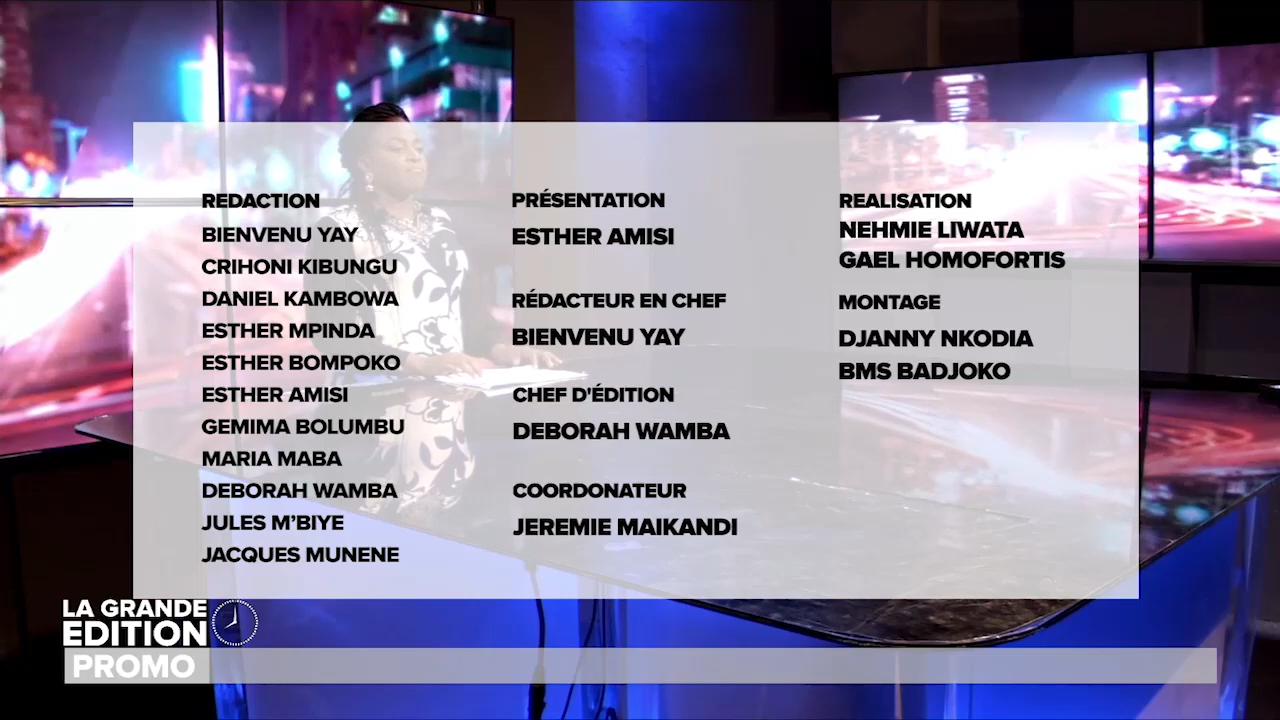 REDACTION
BIENVENU YAY
CRIHONI KIBUNGU
DANIEL KAMBOWA
ESTHER MPINDA
ESTHER BOMPOKO
ESTHER AMISI
GEMIMA BOLUMBU
MARIA MABA
DEBORAH WAMBA
JULES M’BIYE
JACQUES MUNENE
PRÉSENTATION
ESTHER AMISI
RÉDACTEUR EN CHEF
BIENVENU YAY
CHEF D'ÉDITION
DEBORAH WAMBA
COORDONATEUR
JEREMIE MAIKANDI
REALISATION
NEHMIE LIWATA
GAEL HOMOFORTIS
MONTAGE
DJANNY NKODIA
BMS BADJOKO
LA GRANDE
EDITION
PROMO